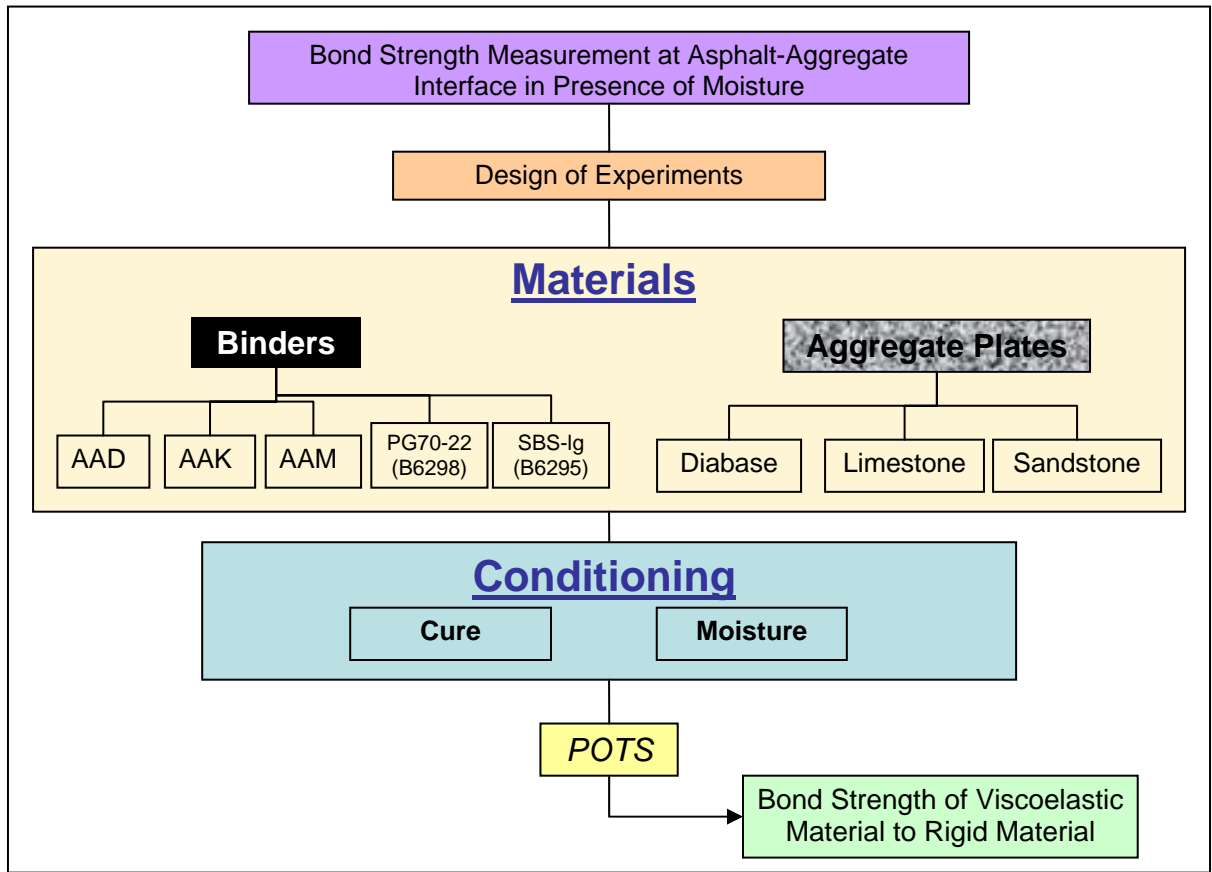 Bond Strength Measurement at Asphalt-Aggregate
Interface in Presence of Moisture
Design of Experiments
Materials
Binders
Aggregate Plates
AAD
AAK
AAM
PG70-22
(B6298)
SBS-lg
(B6295)
Diabase
Limestone
Sandstone
Conditioning
Cure
Moisture
POTS
Bond Strength of Viscoelastic
Material to Rigid Material